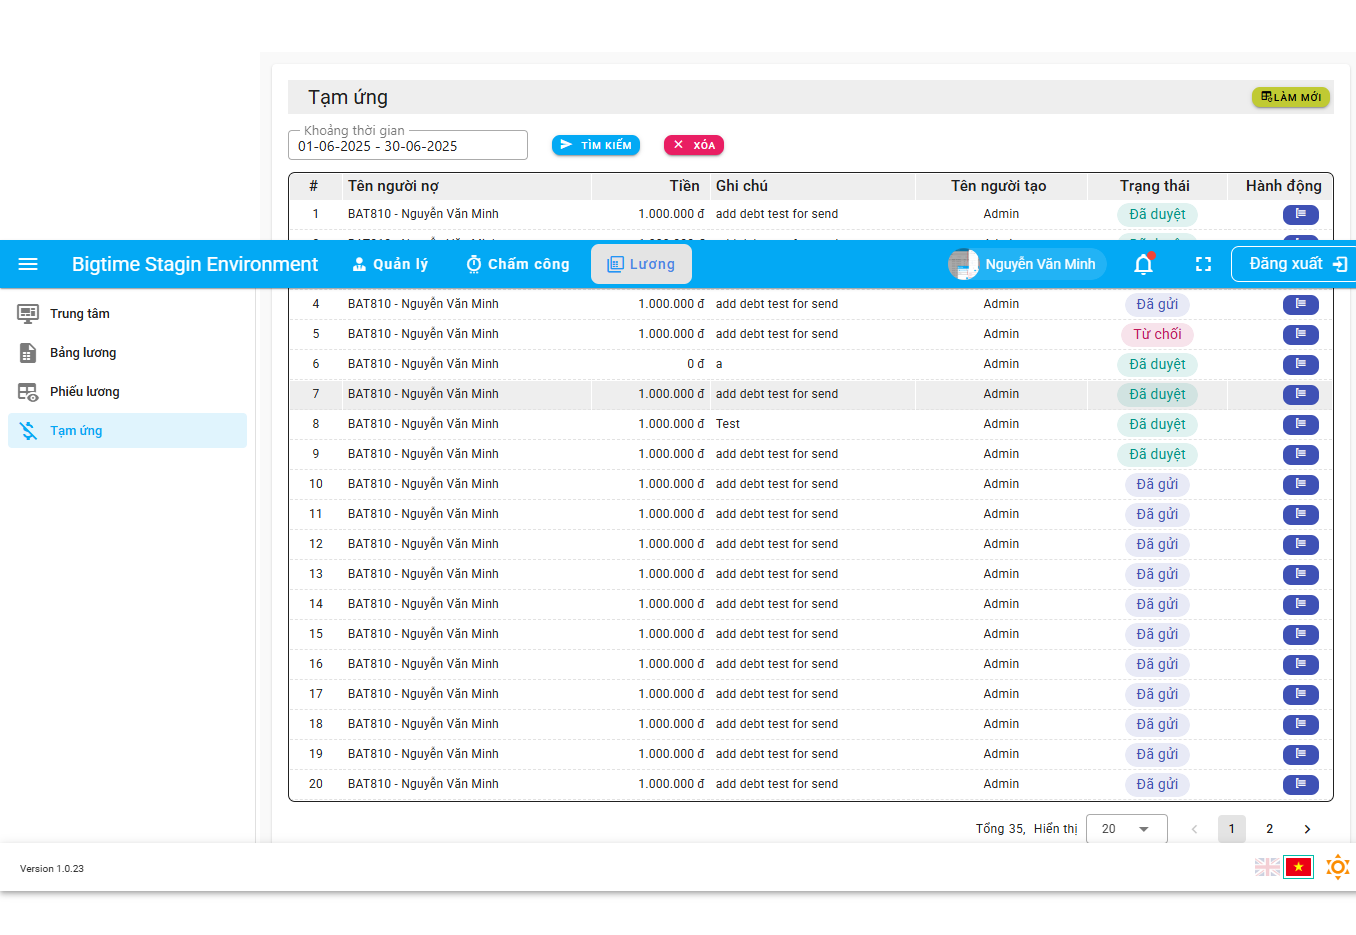 Tạm ứng
LÀM MỚI
Khoảng thời gian
01-06-2025 - 30-06-2025
TÌM KIẾM
XÓA
# Tên người nợ Tiền Ghi chú Tên người tạo Trạng thái Hành động
1 BAT810 - Nguyễn Văn Minh 1.000.000 đ add debt test for send Admin Đã duyệt
Bigtime Stagin Environment Quản lý Chấm công Lương Nguyễn Văn Minh Đăng xuất
Trung tâm
Bảng lương
Phiếu lương
Tạm ứng
4 BAT810 - Nguyễn Văn Minh 1.000.000 đ add debt test for send Admin Đã gửi
5 BAT810 - Nguyễn Văn Minh 1.000.000 đ add debt test for send Admin Từ chối
6 BAT810 - Nguyễn Văn Minh 0 đ a Admin Đã duyệt
7 BAT810 - Nguyễn Văn Minh 1.000.000 đ add debt test for send Admin Đã duyệt
8 BAT810 - Nguyễn Văn Minh 1.000.000 đ Test Admin Đã duyệt
9 BAT810 - Nguyễn Văn Minh 1.000.000 đ add debt test for send Admin Đã duyệt
10 BAT810 - Nguyễn Văn Minh 1.000.000 đ add debt test for send Admin Đã gửi
11 BAT810 - Nguyễn Văn Minh 1.000.000 đ add debt test for send Admin Đã gửi
12 BAT810 - Nguyễn Văn Minh 1.000.000 đ add debt test for send Admin Đã gửi
13 BAT810 - Nguyễn Văn Minh 1.000.000 đ add debt test for send Admin Đã gửi
14 BAT810 - Nguyễn Văn Minh 1.000.000 đ add debt test for send Admin Đã gửi
15 BAT810 - Nguyễn Văn Minh 1.000.000 đ add debt test for send Admin Đã gửi
16 BAT810 - Nguyễn Văn Minh 1.000.000 đ add debt test for send Admin Đã gửi
17 BAT810 - Nguyễn Văn Minh 1.000.000 đ add debt test for send Admin Đã gửi
18 BAT810 - Nguyễn Văn Minh 1.000.000 đ add debt test for send Admin Đã gửi
19 BAT810 - Nguyễn Văn Minh 1.000.000 đ add debt test for send Admin Đã gửi
20 BAT810 - Nguyễn Văn Minh 1.000.000 đ add debt test for send Admin Đã gửi
Tổng 35, Hiển thị 20 1 2
Version 1.0.23